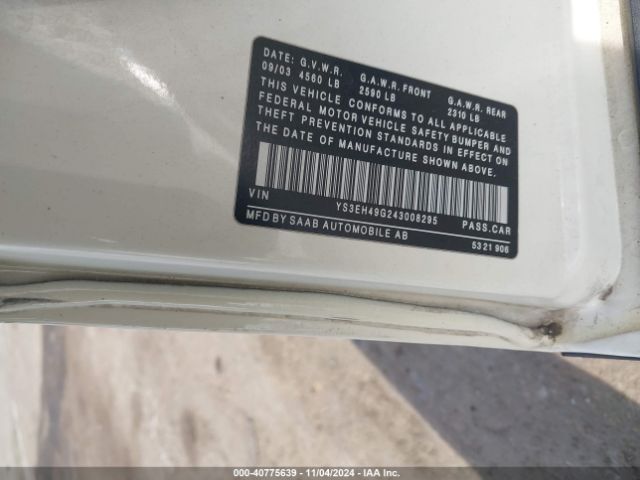 DATE: G.V.W.R. G.A.W.R. FRONT G.A.W.R. REAR
09/03 4560 LB 2590 LB 2310 LB
THIS VEHICLE CONFORMS TO ALL APPLICABLE
FEDERAL MOTOR VEHICLE SAFETY BUMPER AND
THEFT PREVENTION STANDARDS IN EFFECT ON
THE DATE OF MANUFACTURE SHOWN ABOVE.
VIN YS3EH49G243008295 PASS.CAR
MFD BY SAAB AUTOMOBILE AB 5321906
000-40775639 - 11/04/2024 - IAA Inc.